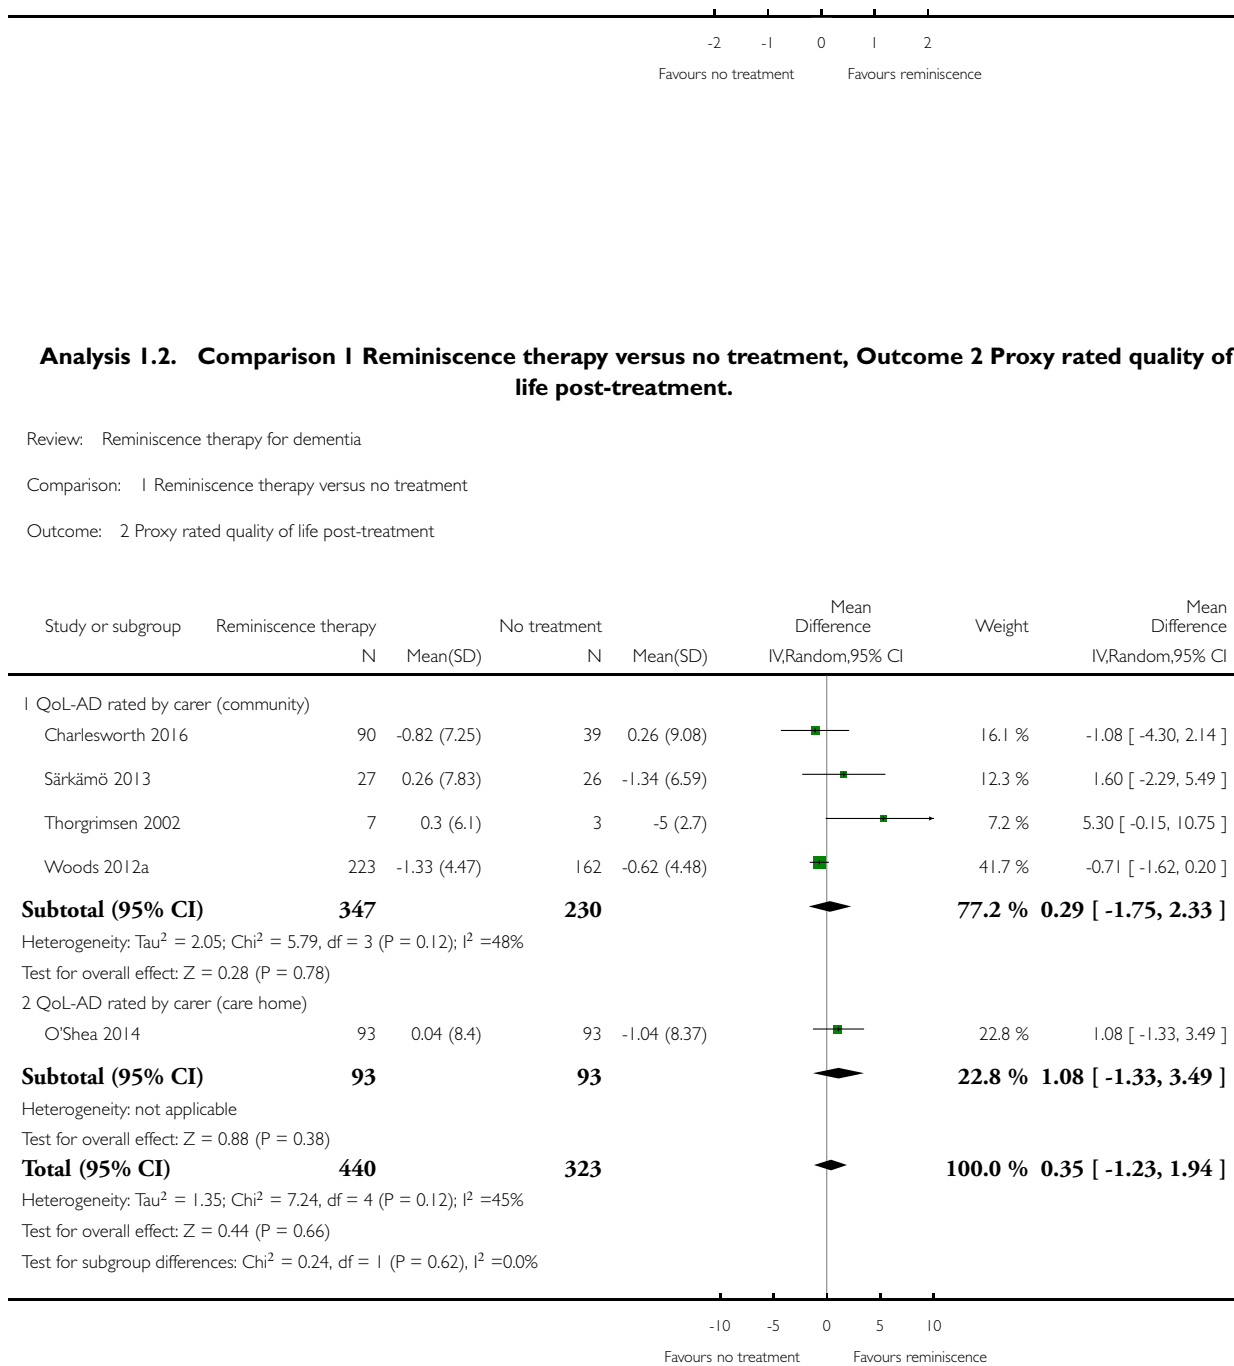 -2 -1 0 1 2
Favours no treatment Favours reminiscence
Analysis 1.2. Comparison 1 Reminiscence therapy versus no treatment, Outcome 2 Proxy rated quality of
life post-treatment.
Review: Reminiscence therapy for dementia
Comparison: 1 Reminiscence therapy versus no treatment
Outcome: 2 Proxy rated quality of life post-treatment
Mean Mean
Study or subgroup Reminiscence therapy No treatment Difference Weight Difference
N Mean(SD) N Mean(SD) IV,Random,95% CI IV,Random,95% CI
1 QoL-AD rated by carer (community)
Charlesworth 2016 90 -0.82 (7.25) 39 0.26 (9.08) 16.1 % -1.08 [ -4.30, 2.14 ]
Särkämö 2013 27 0.26 (7.83) 26 -1.34 (6.59) 12.3 % 1.60 [ -2.29, 5.49 ]
Thorgrimsen 2002 7 0.3 (6.1) 3 -5 (2.7) 7.2 % 5.30 [ -0.15, 10.75 ]
Woods 2012a 223 -1.33 (4.47) 162 -0.62 (4.48) 41.7 % -0.71 [ -1.62, 0.20 ]
Subtotal (95% CI) 347 230 77.2 % 0.29 [ -1.75, 2.33 ]
Heterogeneity: Tau² = 2.05; Chi² = 5.79, df = 3 (P = 0.12); I² =48%
Test for overall effect: Z = 0.28 (P = 0.78)
2 QoL-AD rated by carer (care home)
O'Shea 2014 93 0.04 (8.4) 93 -1.04 (8.37) 22.8 % 1.08 [ -1.33, 3.49 ]
Subtotal (95% CI) 93 93 22.8 % 1.08 [ -1.33, 3.49 ]
Heterogeneity: not applicable
Test for overall effect: Z = 0.88 (P = 0.38)
Total (95% CI) 440 323 100.0 % 0.35 [ -1.23, 1.94 ]
Heterogeneity: Tau² = 1.35; Chi² = 7.24, df = 4 (P = 0.12); I² =45%
Test for overall effect: Z = 0.44 (P = 0.66)
Test for subgroup differences: Chi² = 0.24, df = 1 (P = 0.62), I² =0.0%
-10 -5 0 5 10
Favours no treatment Favours reminiscence